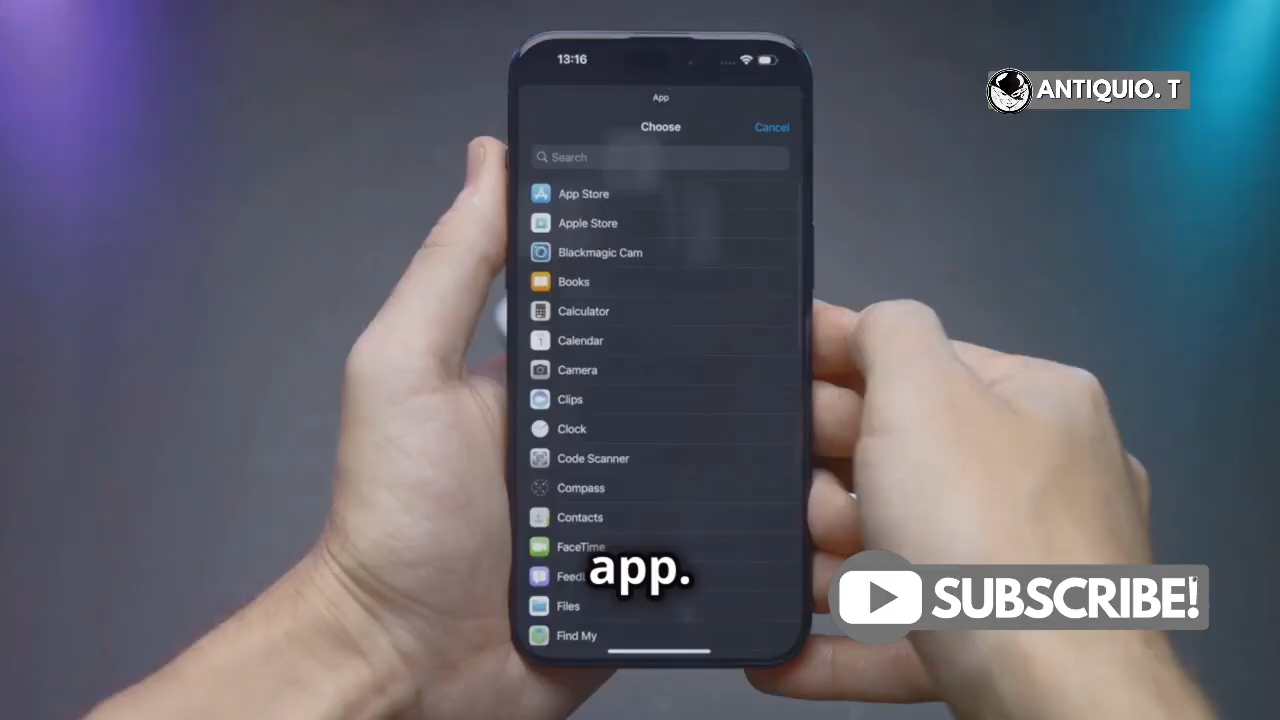 13:16
ANTIQUIO. T
App
Choose
Cancel
Search
App Store
Apple Store
Blackmagic Cam
Books
Calculator
Calendar
Camera
Clips
Clock
Code Scanner
Compass
Contacts
FaceTime
app.
Files
Find My
SUBSCRIBE!